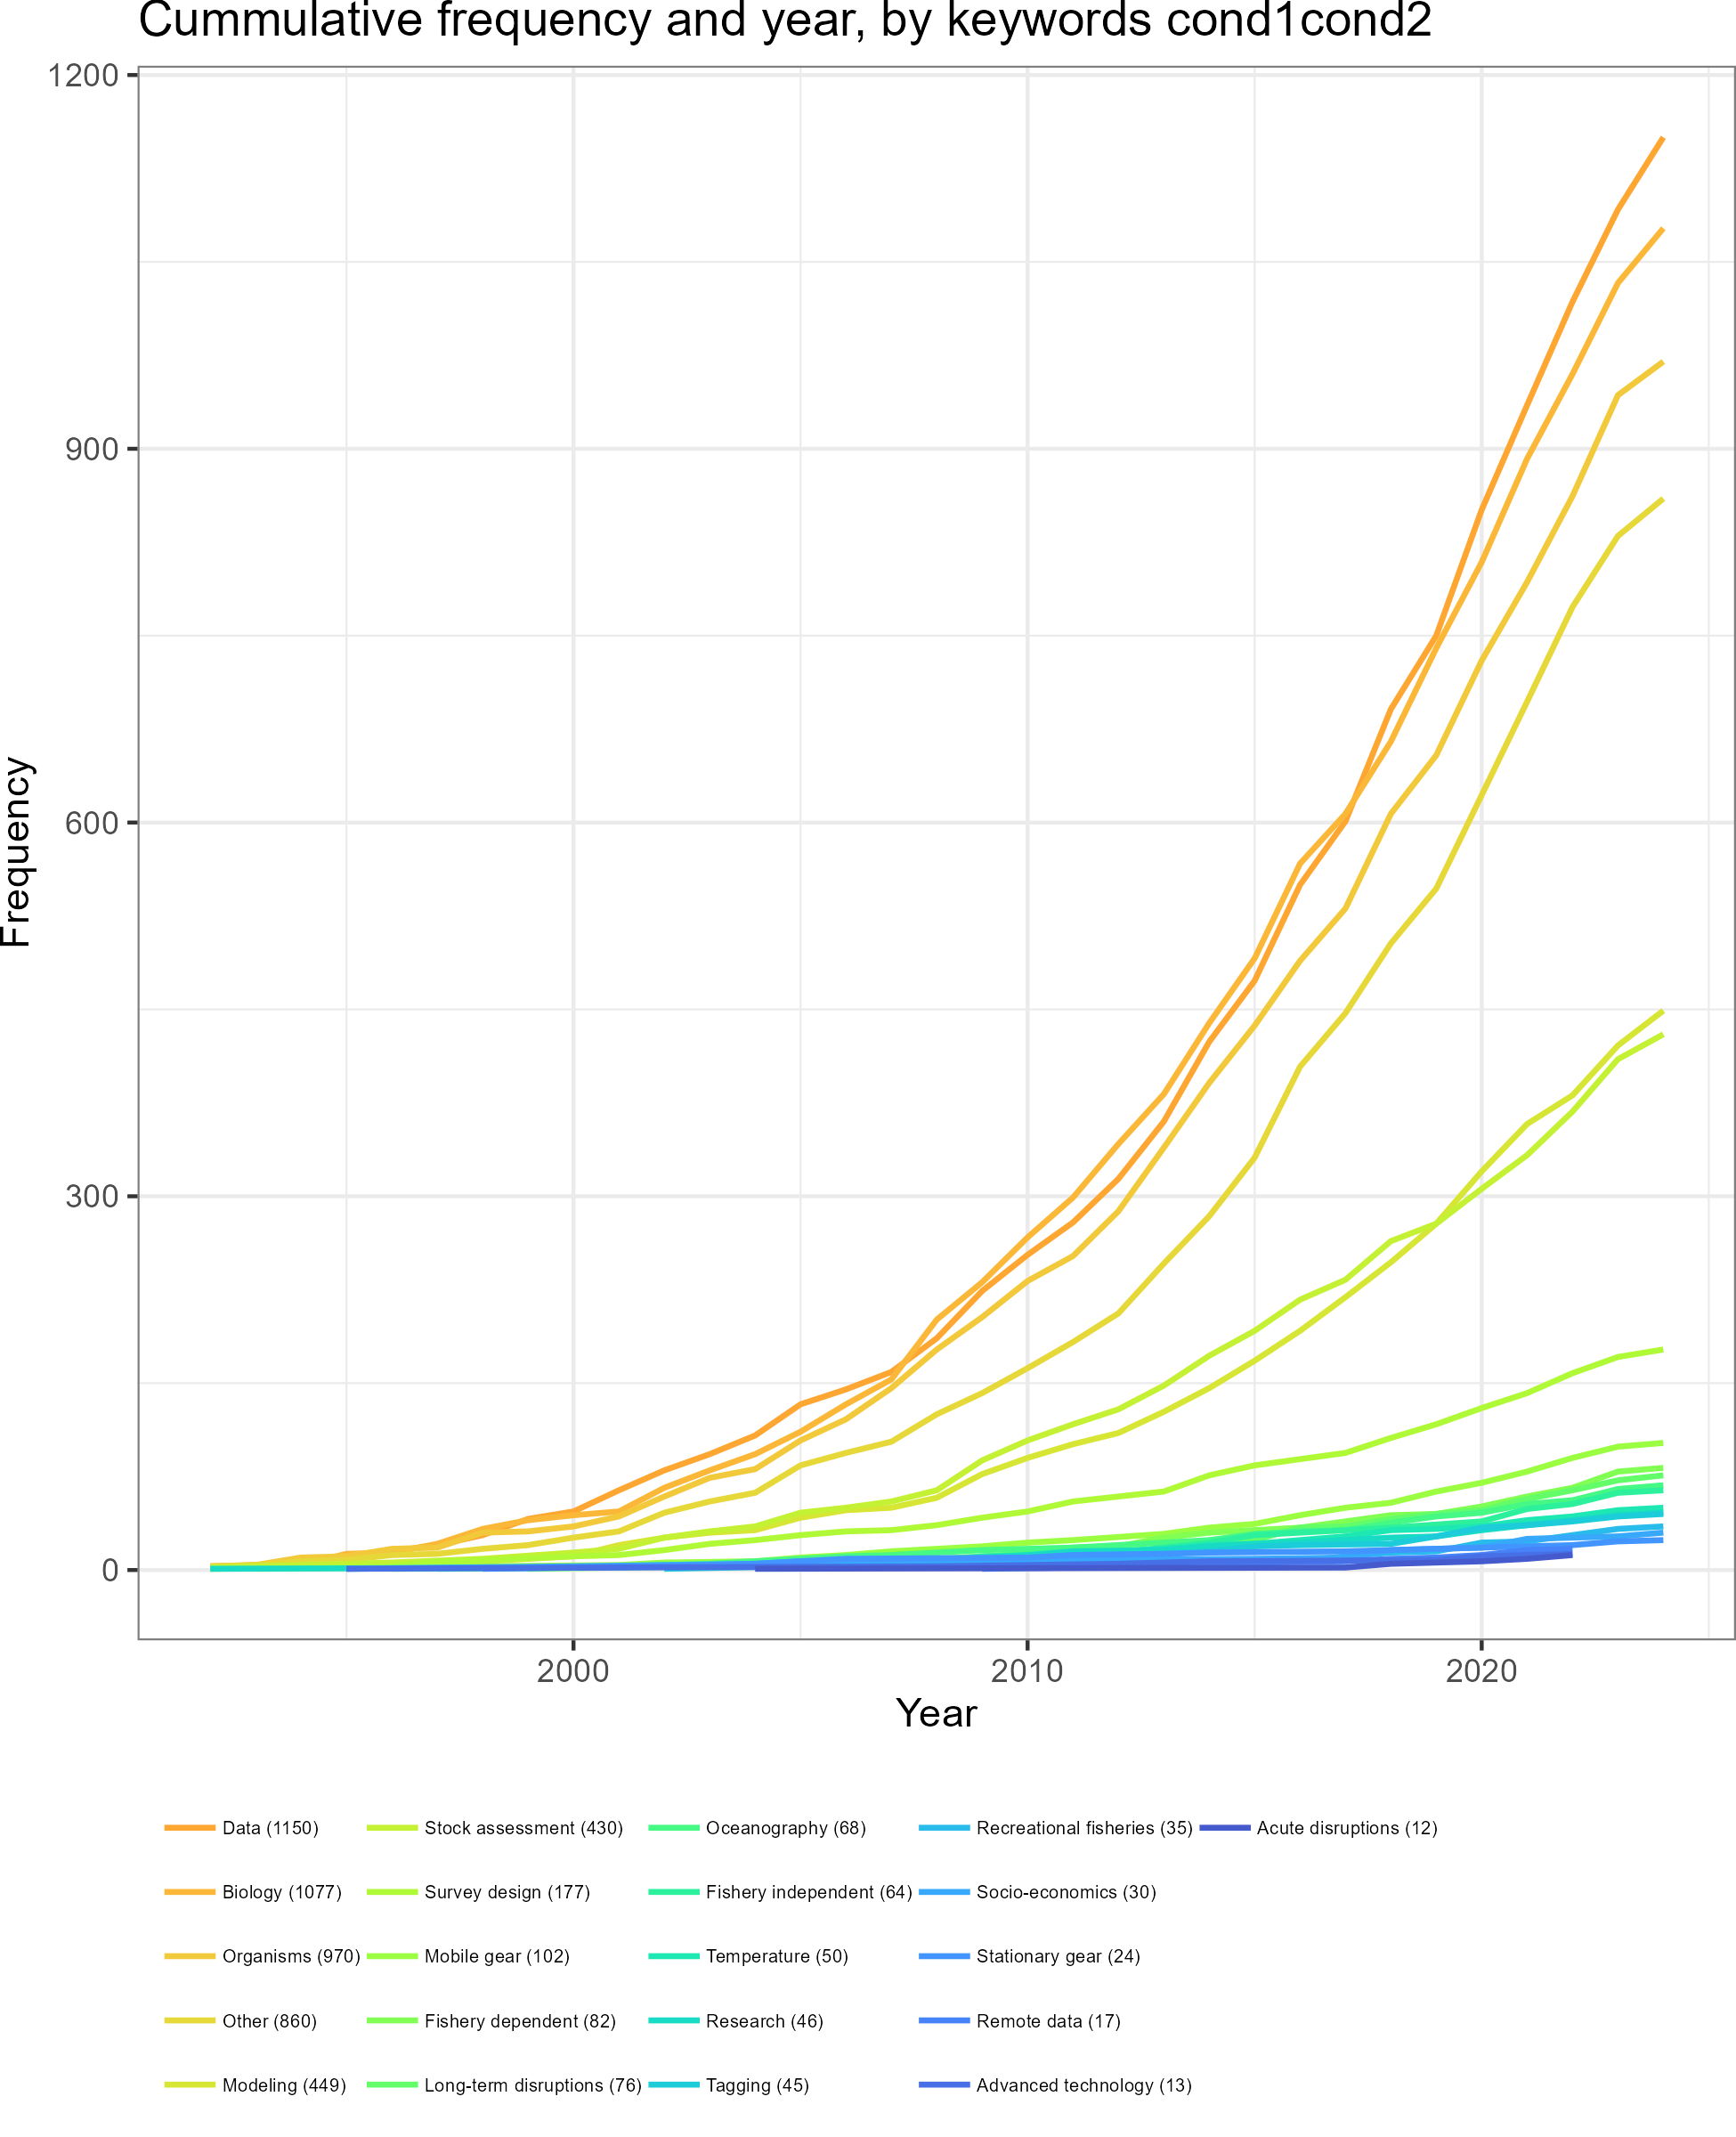 Cummulative frequency and year, by keywords cond1cond2
1200
900
600
300
0
Frequency
2000 2010 2020
Year
Data (1150) Stock assessment (430) Oceanography (68) Recreational fisheries (35) Acute disruptions (12)
Biology (1077) Survey design (177) Fishery independent (64) Socio-economics (30)
Organisms (970) Mobile gear (102) Temperature (50) Stationary gear (24)
Other (860) Fishery dependent (82) Research (46) Remote data (17)
Modeling (449) Long-term disruptions (76) Tagging (45) Advanced technology (13)